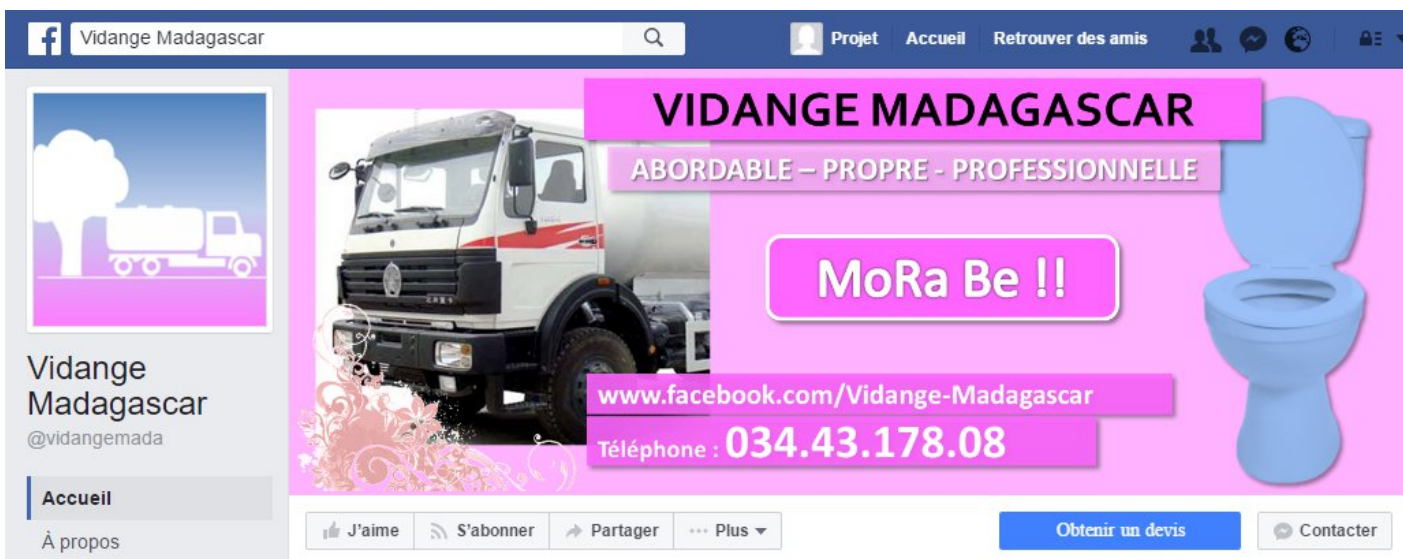 Vidange Madagascar
Projet
Accueil
Retrouver des amis
VIDANGE MADAGASCAR
ABORDABLE – PROPRE - PROFESSIONNELLE
MoRa Be !!
www.facebook.com/Vidange-Madagascar
Téléphone : 034.43.178.08
Vidange
Madagascar
@vidangemada
Accueil
À propos
J'aime
S'abonner
Partager
Plus
Obtenir un devis
Contacter